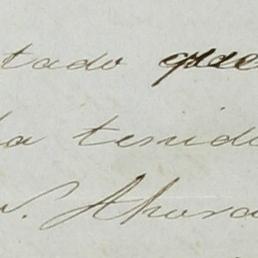 tado que
ha tenido
N. Ahora